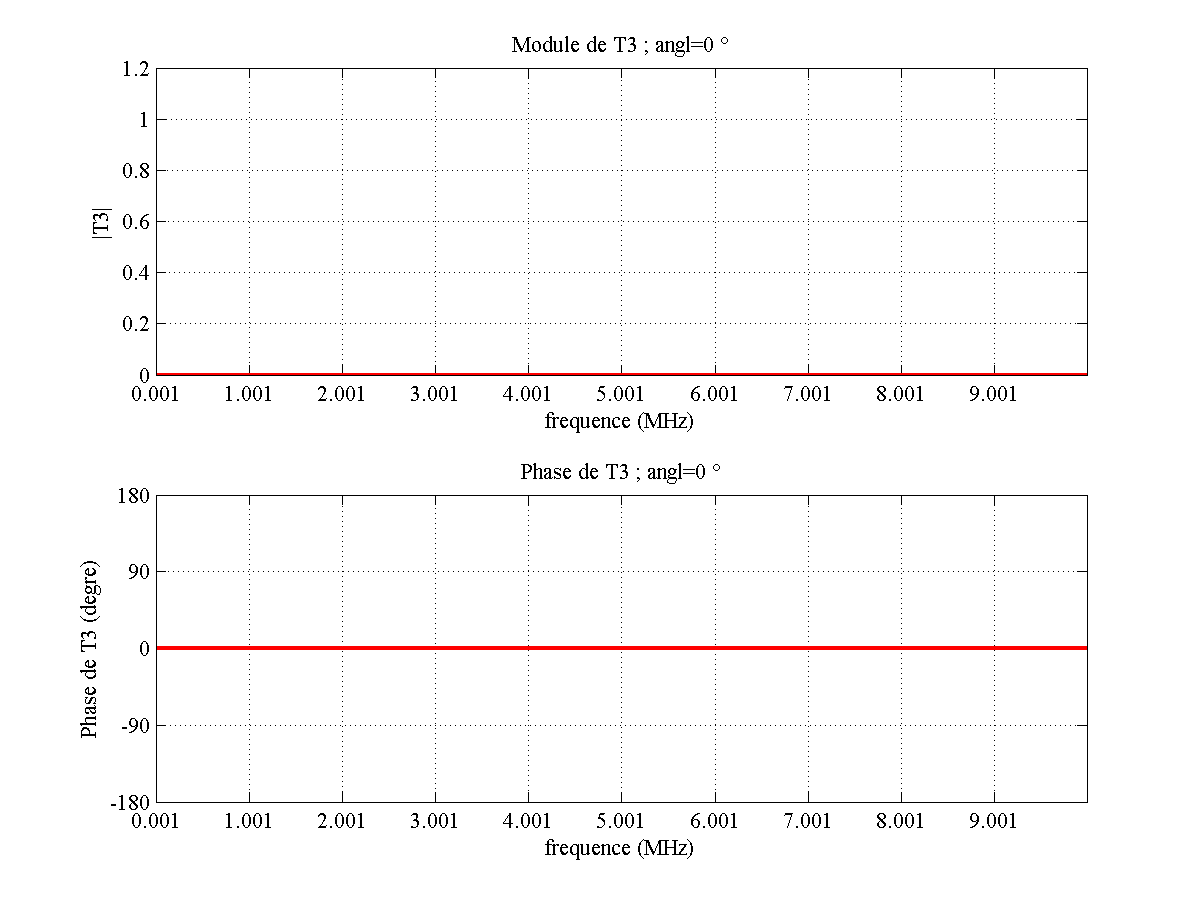 Module de T3 ; angl=0 °
1.2
1
0.8
0.6
0.4
0.2
0
|T3|
0.001 1.001 2.001 3.001 4.001 5.001 6.001 7.001 8.001 9.001
frequence (MHz)
Phase de T3 ; angl=0 °
180
90
0
-90
-180
Phase de T3 (degre)
0.001 1.001 2.001 3.001 4.001 5.001 6.001 7.001 8.001 9.001
frequence (MHz)